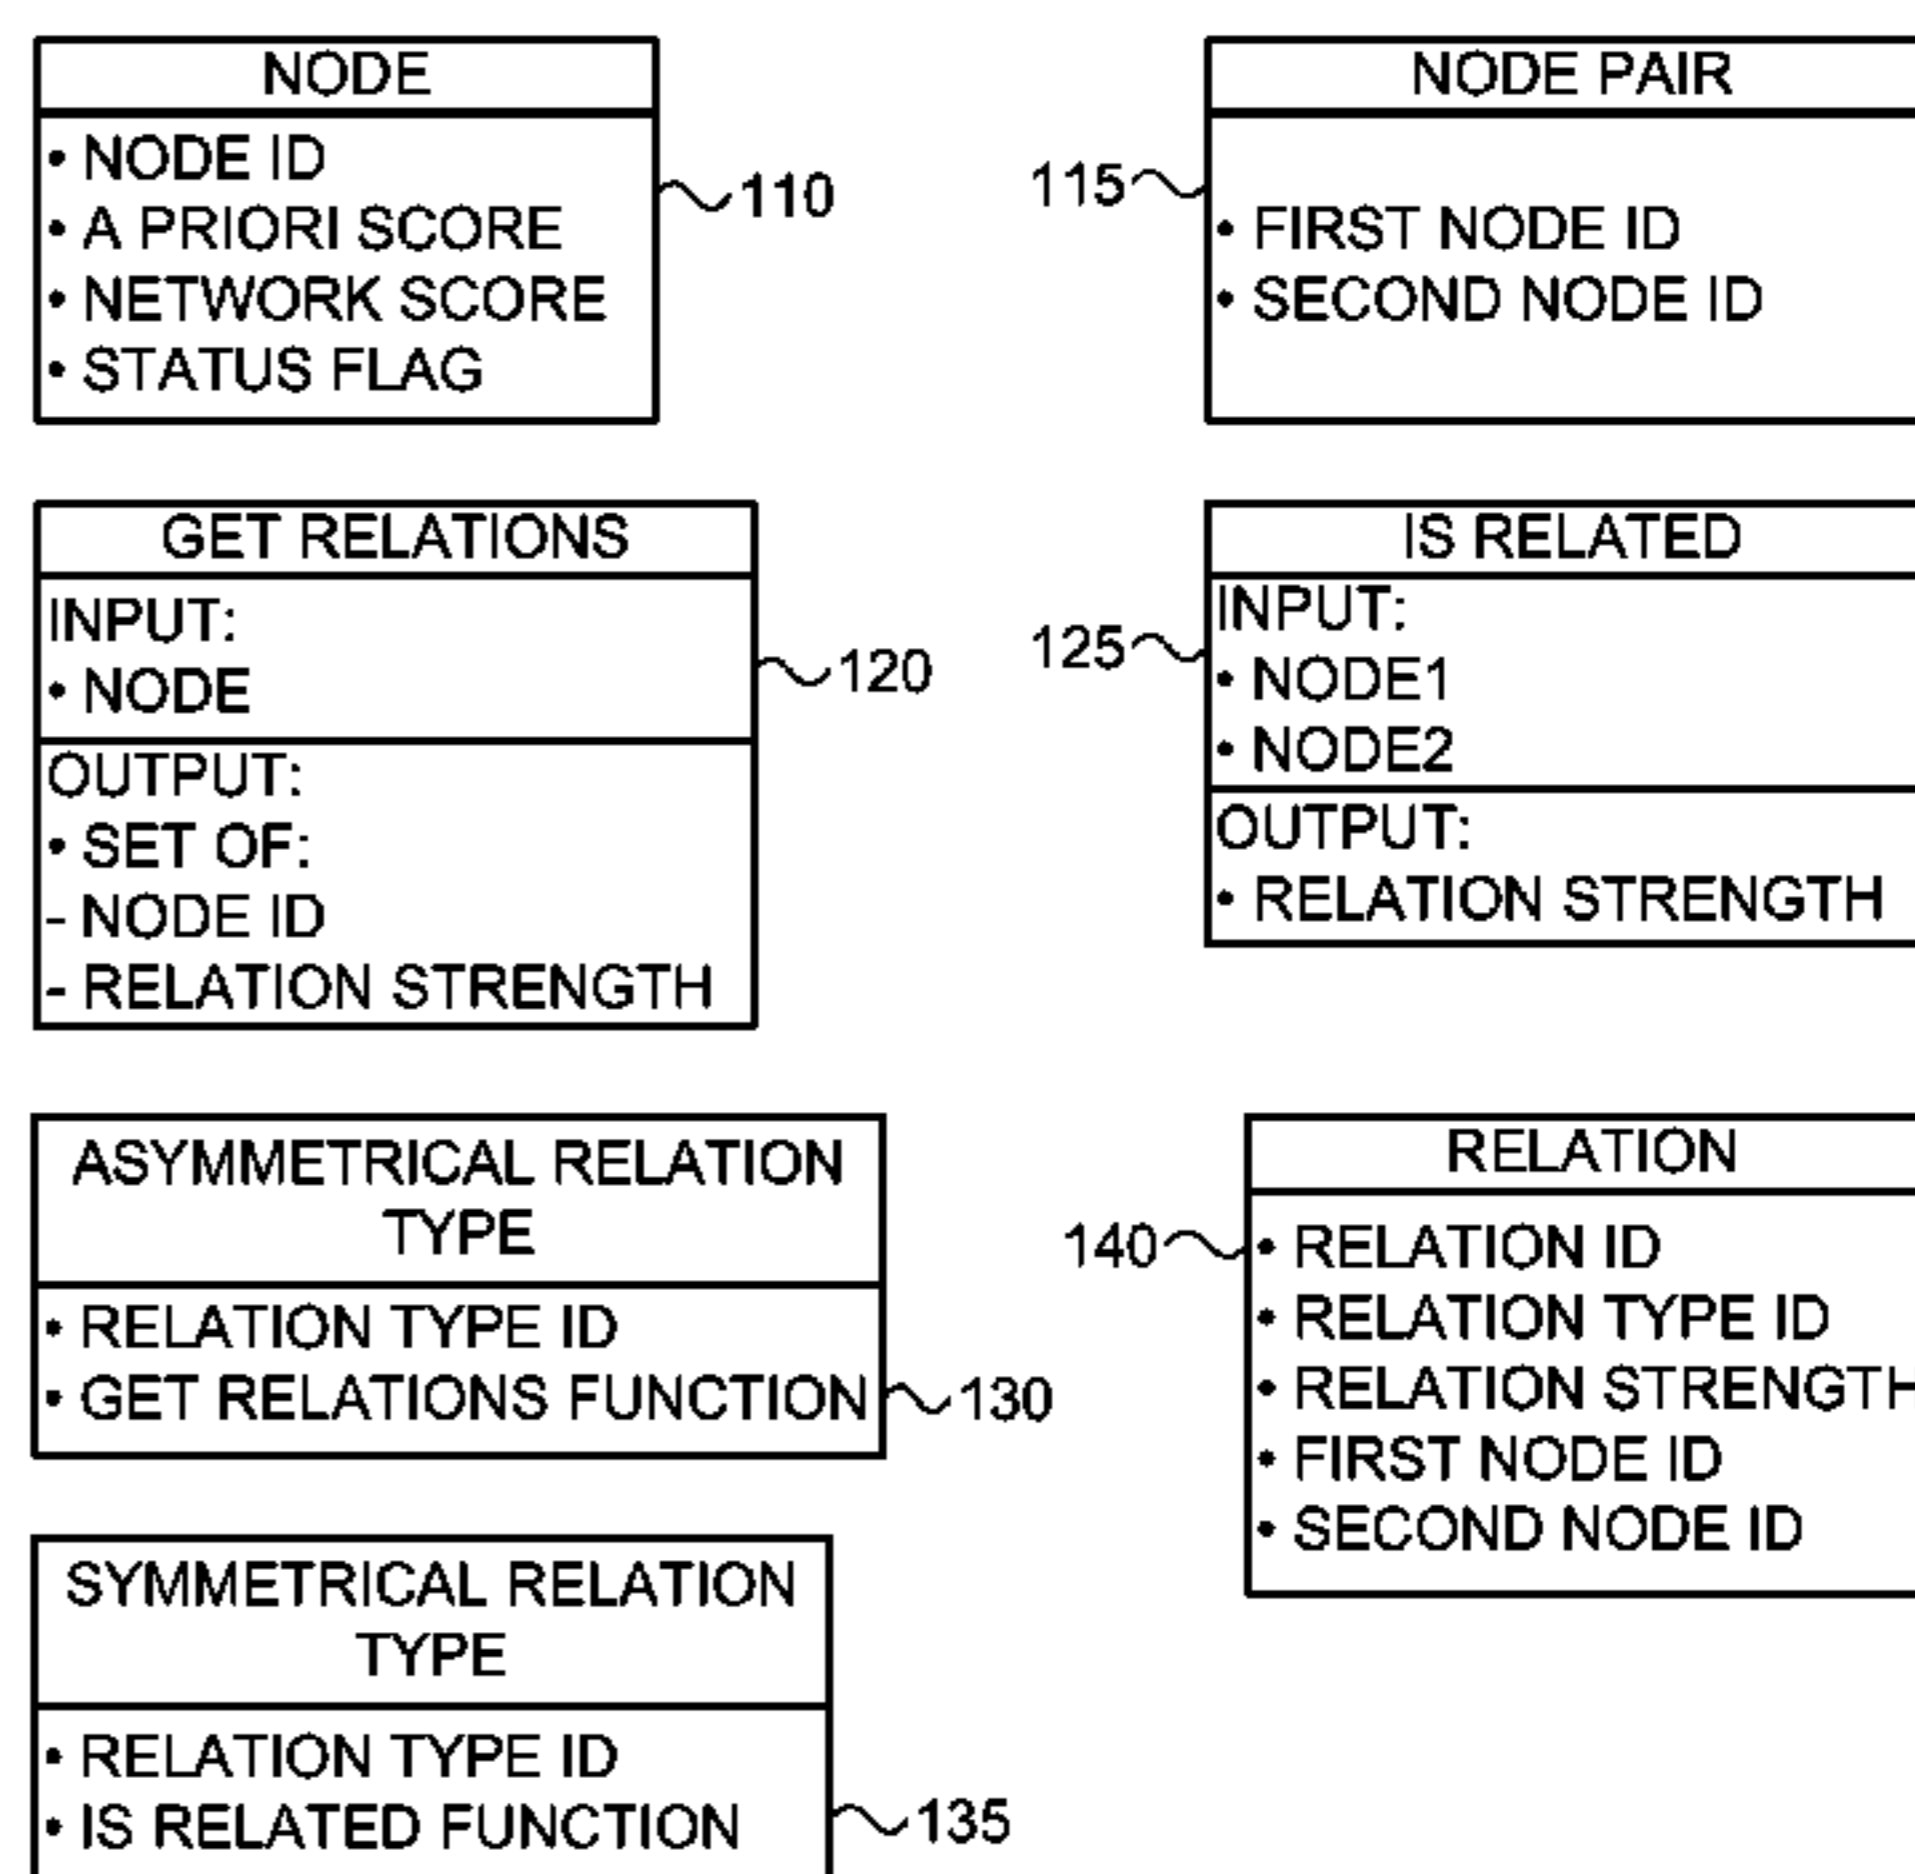 NODE
• NODE ID
• A PRIORI SCORE
• NETWORK SCORE
• STATUS FLAG
110
NODE PAIR
115
• FIRST NODE ID
• SECOND NODE ID
GET RELATIONS
INPUT:
• NODE
OUTPUT:
• SET OF:
- NODE ID
- RELATION STRENGTH
120
IS RELATED
125
INPUT:
• NODE1
• NODE2
OUTPUT:
• RELATION STRENGTH
ASYMMETRICAL RELATION
TYPE
• RELATION TYPE ID
• GET RELATIONS FUNCTION
130
RELATION
140
• RELATION ID
• RELATION TYPE ID
• RELATION STRENGTH
• FIRST NODE ID
• SECOND NODE ID
SYMMETRICAL RELATION
TYPE
• RELATION TYPE ID
• IS RELATED FUNCTION
135